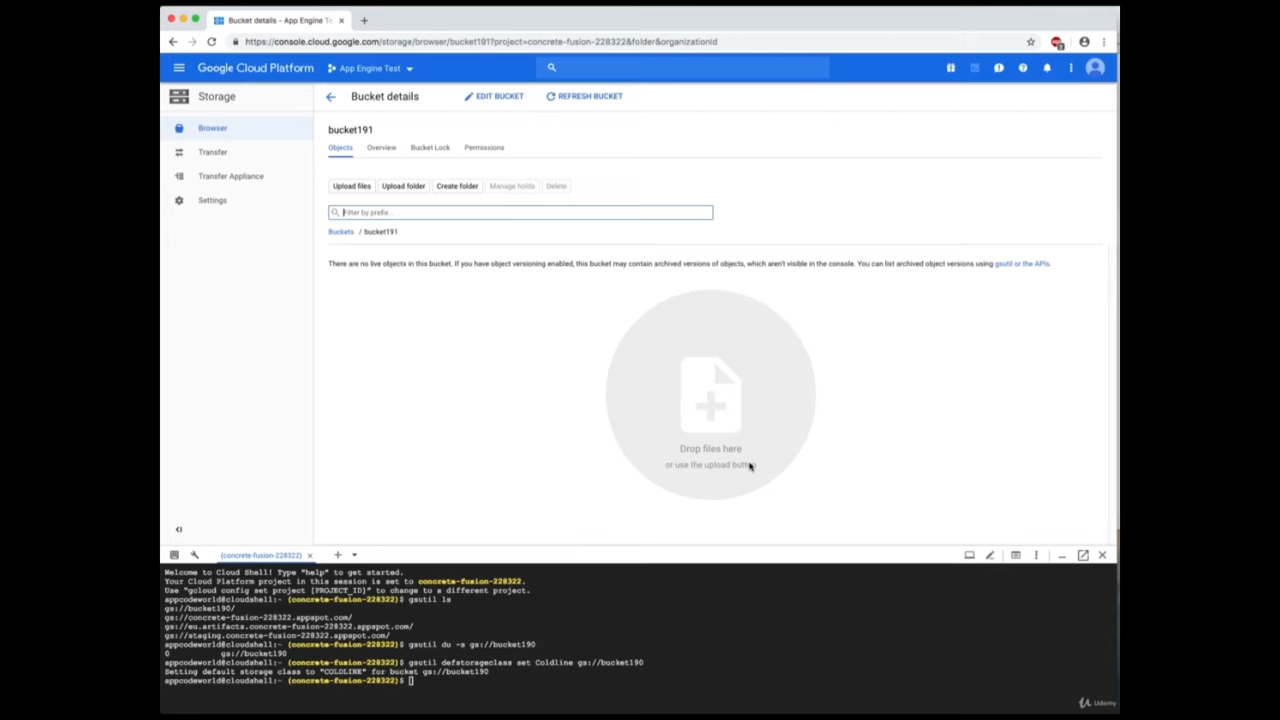 Bucket details - App Engine Te
https://console.cloud.google.com/storage/browser/bucket191?project=concrete-fusion-228322&folder&organizationId
Google Cloud Platform App Engine Test
Storage Bucket details EDIT BUCKET REFRESH BUCKET
Browser
Transfer
Transfer Appliance
Settings
bucket191
Objects Overview Bucket Lock Permissions
Upload files Upload folder Create folder Manage holds Delete
Filter by prefix...
Buckets / bucket191
There are no live objects in this bucket. If you have object versioning enabled, this bucket may contain archived versions of objects, which aren't visible in the console. You can list archived object versions using gsutil or the APIs.
Drop files here
or use the upload button
(concrete-fusion-228322)
Welcome to Cloud Shell! Type "help" to get started.
Your Cloud Platform project in this session is set to concrete-fusion-228322.
Use "gcloud config set project [PROJECT_ID]" to change to a different project.
appcodeworld@cloudshell:~ (concrete-fusion-228322)$ gsutil ls
gs://bucket190/
gs://concrete-fusion-228322.appspot.com/
gs://eu.artifacts.concrete-fusion-228322.appspot.com/
gs://staging.concrete-fusion-228322.appspot.com/
appcodeworld@cloudshell:~ (concrete-fusion-228322)$ gsutil du -s gs://bucket190
0 gs://bucket190
appcodeworld@cloudshell:~ (concrete-fusion-228322)$ gsutil defstorageclass set Coldline gs://bucket190
Setting default storage class to "COLDLINE" for bucket gs://bucket190
appcodeworld@cloudshell:~ (concrete-fusion-228322)$
Udemy